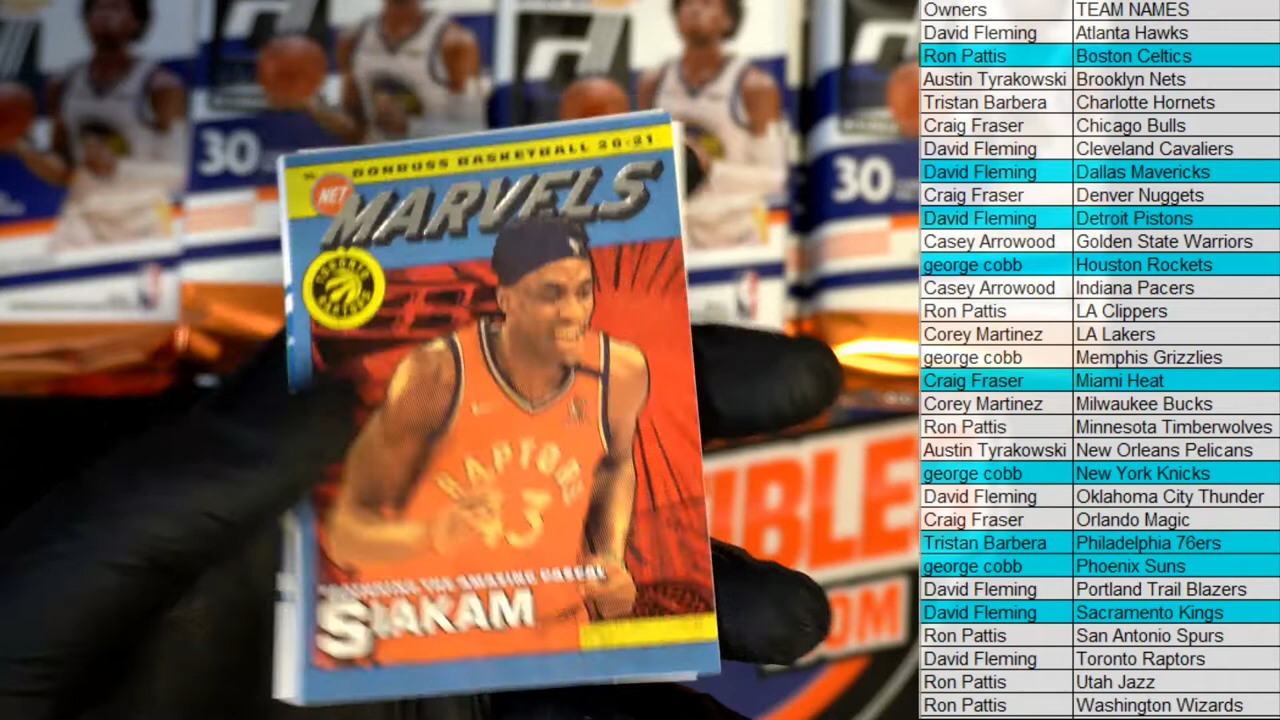 DONRUSS BASKETBALL 20-21
NET
MARVELS
TORONTO
RAPTORS
RAPTORS
43
SIAKAM
30
30
IBLE
OM
Owners TEAM NAMES
David Fleming Atlanta Hawks
Ron Pattis Boston Celtics
Austin Tyrakowski Brooklyn Nets
Tristan Barbera Charlotte Hornets
Craig Fraser Chicago Bulls
David Fleming Cleveland Cavaliers
David Fleming Dallas Mavericks
Craig Fraser Denver Nuggets
David Fleming Detroit Pistons
Casey Arrowood Golden State Warriors
george cobb Houston Rockets
Casey Arrowood Indiana Pacers
Ron Pattis LA Clippers
Corey Martinez LA Lakers
george cobb Memphis Grizzlies
Craig Fraser Miami Heat
Corey Martinez Milwaukee Bucks
Ron Pattis Minnesota Timberwolves
Austin Tyrakowski New Orleans Pelicans
george cobb New York Knicks
David Fleming Oklahoma City Thunder
Craig Fraser Orlando Magic
Tristan Barbera Philadelphia 76ers
george cobb Phoenix Suns
David Fleming Portland Trail Blazers
David Fleming Sacramento Kings
Ron Pattis San Antonio Spurs
David Fleming Toronto Raptors
Ron Pattis Utah Jazz
Ron Pattis Washington Wizards